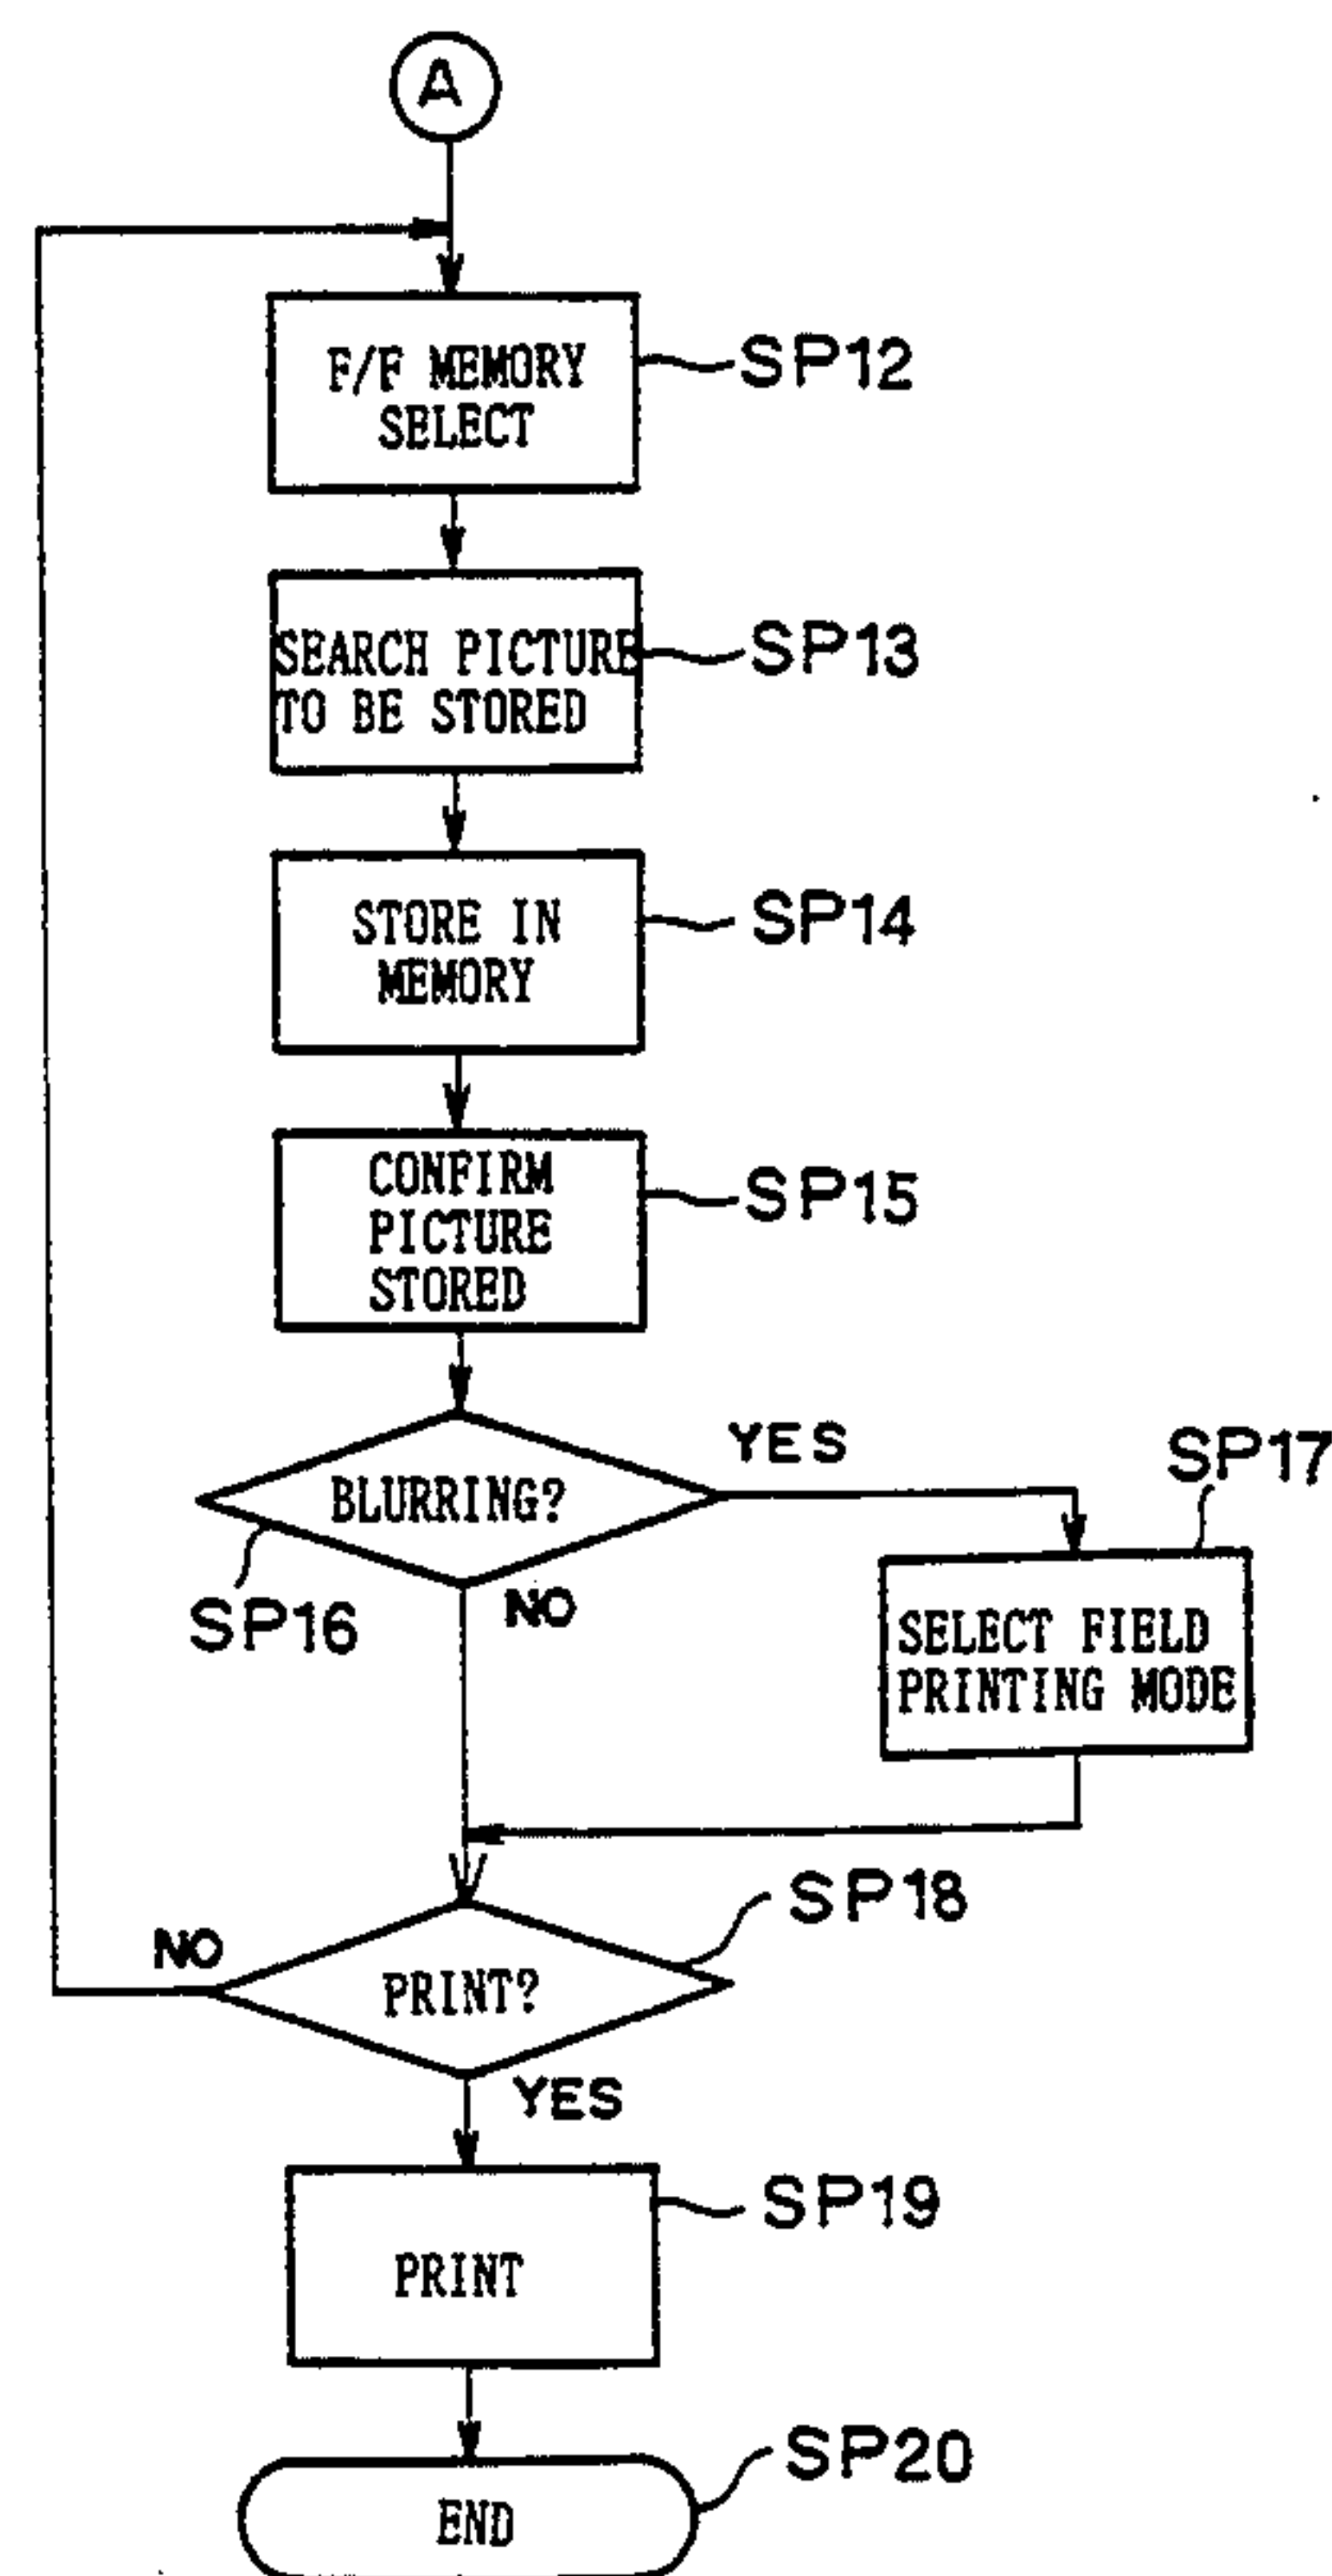 A
F/F MEMORY
SELECT
SP12
SEARCH PICTURE
TO BE STORED
SP13
STORE IN
MEMORY
SP14
CONFIRM
PICTURE
STORED
SP15
BLURRING?
YES
SP17
SP16
NO
SELECT FIELD
PRINTING MODE
SP18
NO
PRINT?
YES
SP19
PRINT
SP20
END